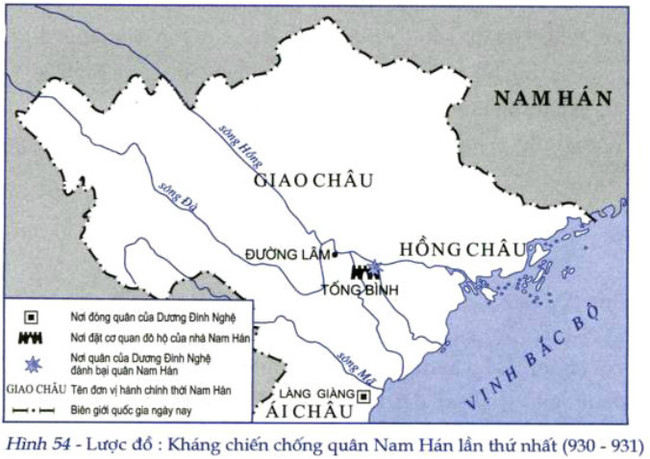 NAM HÁN
sông Hồng
GIAO CHÂU
sông Đà
ĐƯỜNG LÂM
HỒNG CHÂU
TỐNG BÌNH
VỊNH BẮC BỘ
sông Mã
LÀNG GIÀNG
ÁI CHÂU
Nơi đóng quân của Dương Đình Nghệ
Nơi đặt cơ quan đô hộ của nhà Nam Hán
Nơi quân của Dương Đình Nghệ
đánh bại quân Nam Hán
GIAO CHÂU Tên đơn vị hành chính thời Nam Hán
Biên giới quốc gia ngày nay
Hình 54 - Lược đồ : Kháng chiến chống quân Nam Hán lần thứ nhất (930 - 931)